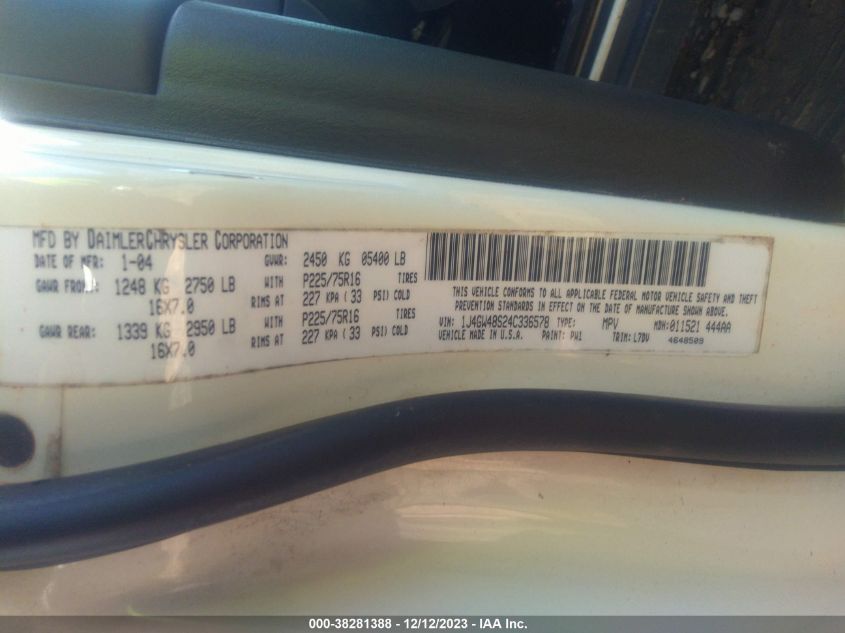 MFD BY DAIMLERCHRYSLER CORPORATION
DATE OF MFR: 1-04 GVWR: 2450 KG 05400 LB
GAWR FRONT: 1248 KG 2750 LB WITH P225/75R16 TIRES
16X7.0 RIMS AT 227 KPA ( 33 PSI) COLD
GAWR REAR: 1339 KG 2950 LB WITH P225/75R16 TIRES
16X7.0 RIMS AT 227 KPA ( 33 PSI) COLD
THIS VEHICLE CONFORMS TO ALL APPLICABLE FEDERAL MOTOR VEHICLE SAFETY AND THEFT
PREVENTION STANDARDS IN EFFECT ON THE DATE OF MANUFACTURE SHOWN ABOVE.
VIN: 1J4GW48S24C336578 TYPE: MPV MDH: 011521 444AA
VEHICLE MADE IN U.S.A. PAINT: PW1 TRIM: L7DV 4648509
000-38281388 - 12/12/2023 - IAA Inc.